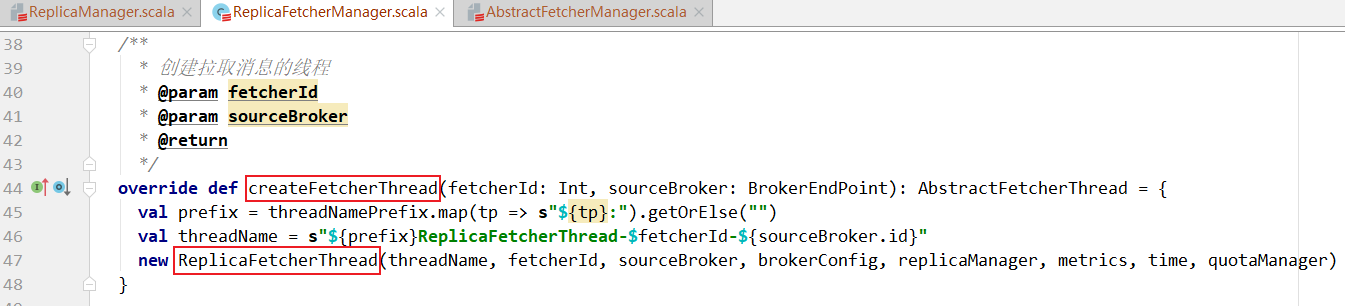 ReplicaManager.scala × ReplicaFetcherManager.scala × AbstractFetcherManager.scala ×
38 /**
39 * 创建拉取消息的线程
40 * @param fetcherId
41 * @param sourceBroker
42 * @return
43 */
44 override def createFetcherThread(fetcherId: Int, sourceBroker: BrokerEndPoint): AbstractFetcherThread = {
45 val prefix = threadNamePrefix.map(tp => s"${tp}:").getOrElse("")
46 val threadName = s"${prefix}ReplicaFetcherThread-$fetcherId-${sourceBroker.id}"
47 new ReplicaFetcherThread(threadName, fetcherId, sourceBroker, brokerConfig, replicaManager, metrics, time, quotaManager)
48 }